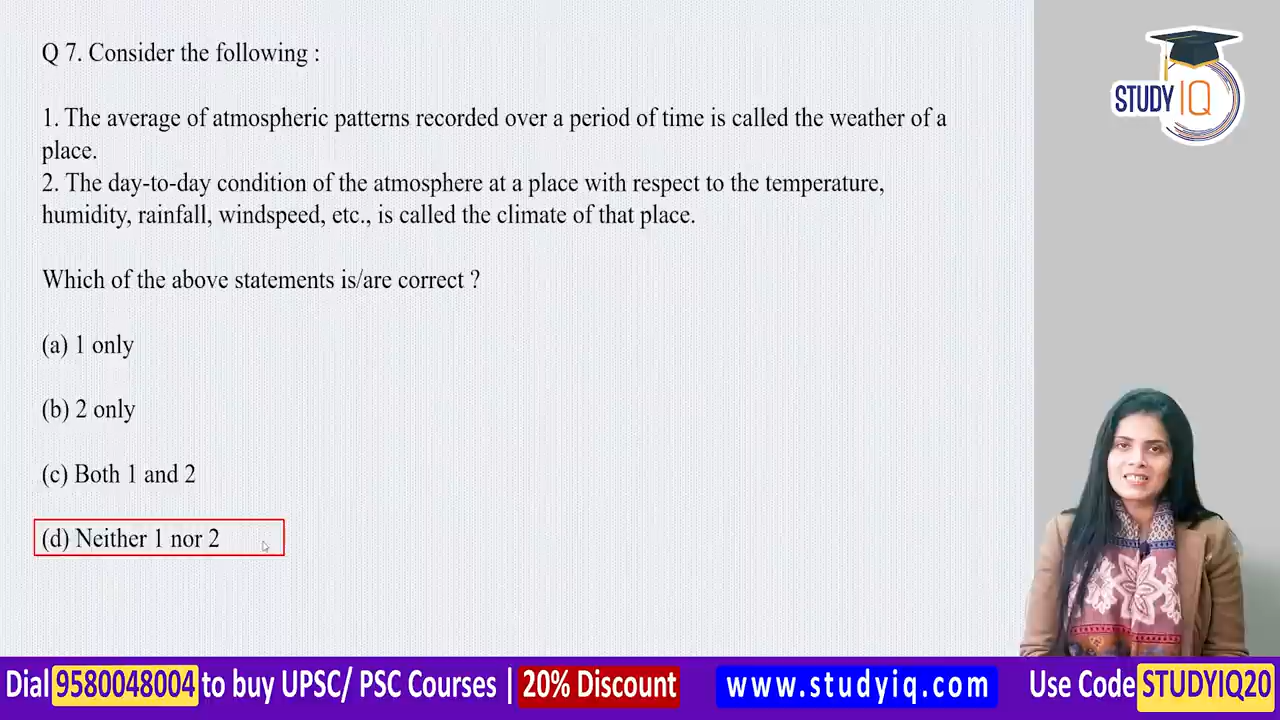 Q 7. Consider the following :
STUDY IQ
1. The average of atmospheric patterns recorded over a period of time is called the weather of a
place.
2. The day-to-day condition of the atmosphere at a place with respect to the temperature,
humidity, rainfall, windspeed, etc., is called the climate of that place.
Which of the above statements is/are correct ?
(a) 1 only
(b) 2 only
(c) Both 1 and 2
(d) Neither 1 nor 2
Dial 9580048004 to buy UPSC/ PSC Courses | 20% Discount www.studyiq.com Use Code STUDYIQ20